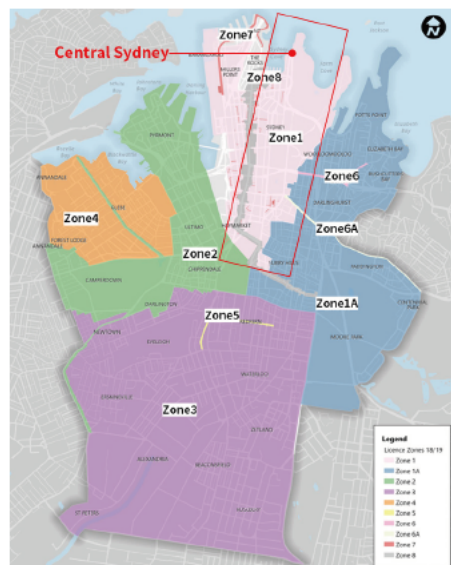 Central Sydney
Zone7
MILLERS POINT
THE ROCKS
Zone8
SYDNEY
Zone1
PYRMONT
POTTS POINT
WOOLLOOMOOLOO
ELIZABETH BAY
RUSHCUTTERS BAY
Zone6
DARLINGHURST
ANNANDALE
GLEBE
Zone4
FOREST LODGE
ANNANDALE
ULTIMO
HAYMARKET
Zone6A
Zone2
CHIPPENDALE
SURRY HILLS
PADDINGTON
CAMPERDOWN
DARLINGTON
Zone1A
CENTENNIAL PARK
Zone5
REDFERN
NEWTOWN
EVELEIGH
MOORE PARK
WATERLOO
ERSKINEVILLE
Zone3
ZETLAND
ALEXANDRIA
BEACONSFIELD
ST PETERS
ROSEBERY
Legend
Licence Zones 18/19
Zone 1
Zone 1A
Zone 2
Zone 3
Zone 4
Zone 5
Zone 6
Zone 6A
Zone 7
Zone 8